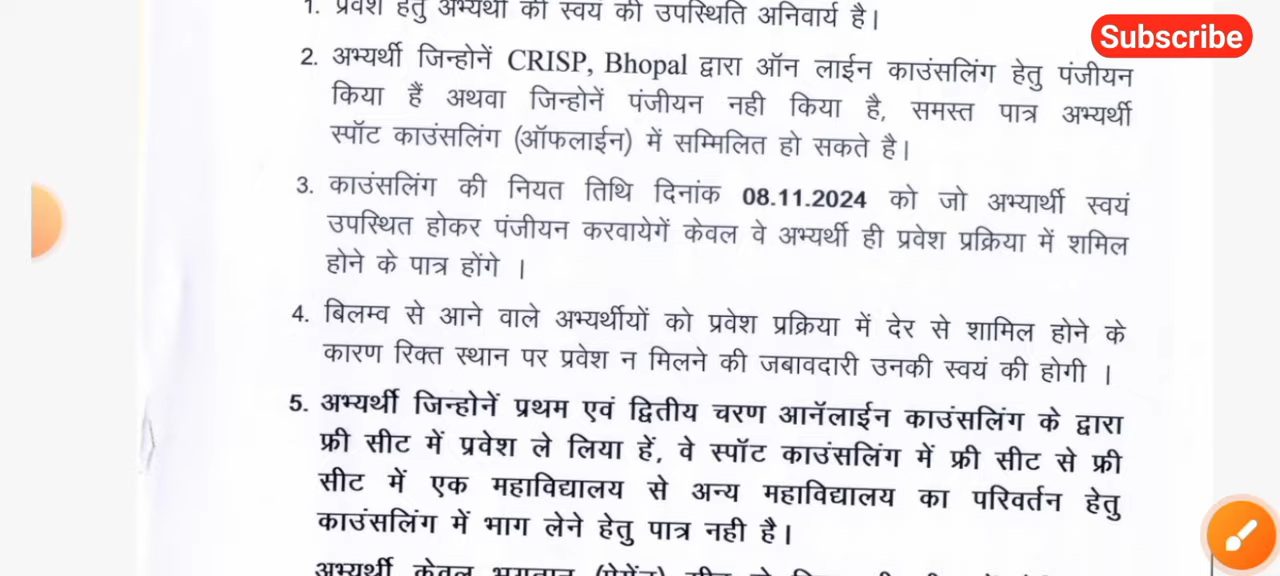 1. प्रवेश हेतु अभ्यर्थी की स्वयं की उपस्थिति अनिवार्य है।
Subscribe
2. अभ्यर्थी जिन्होनें CRISP, Bhopal द्वारा ऑन लाईन काउंसलिंग हेतु पंजीयन
किया हैं अथवा जिन्होनें पंजीयन नही किया है, समस्त पात्र अभ्यर्थी
स्पॉट काउंसलिंग (ऑफलाईन) में सम्मिलित हो सकते है।
3. काउंसलिंग की नियत तिथि दिनांक 08.11.2024 को जो अभ्यार्थी स्वयं
उपस्थित होकर पंजीयन करवायेगें केवल वे अभ्यर्थी ही प्रवेश प्रक्रिया में शमिल
होने के पात्र होंगे ।
4. बिलम्व से आने वाले अभ्यर्थीयों को प्रवेश प्रक्रिया में देर से शामिल होने के
कारण रिक्त स्थान पर प्रवेश न मिलने की जबावदारी उनकी स्वयं की होगी ।
5. अभ्यर्थी जिन्होनें प्रथम एवं द्वितीय चरण आनॅलाईन काउंसलिंग के द्वारा
फ्री सीट में प्रवेश ले लिया हें, वे स्पॉट काउंसलिंग में फ्री सीट से फ्री
सीट में एक महाविद्यालय से अन्य महाविद्यालय का परिवर्तन हेतु
काउंसलिंग में भाग लेने हेतु पात्र नही है।
अभ्यर्थी केवल भुगतान